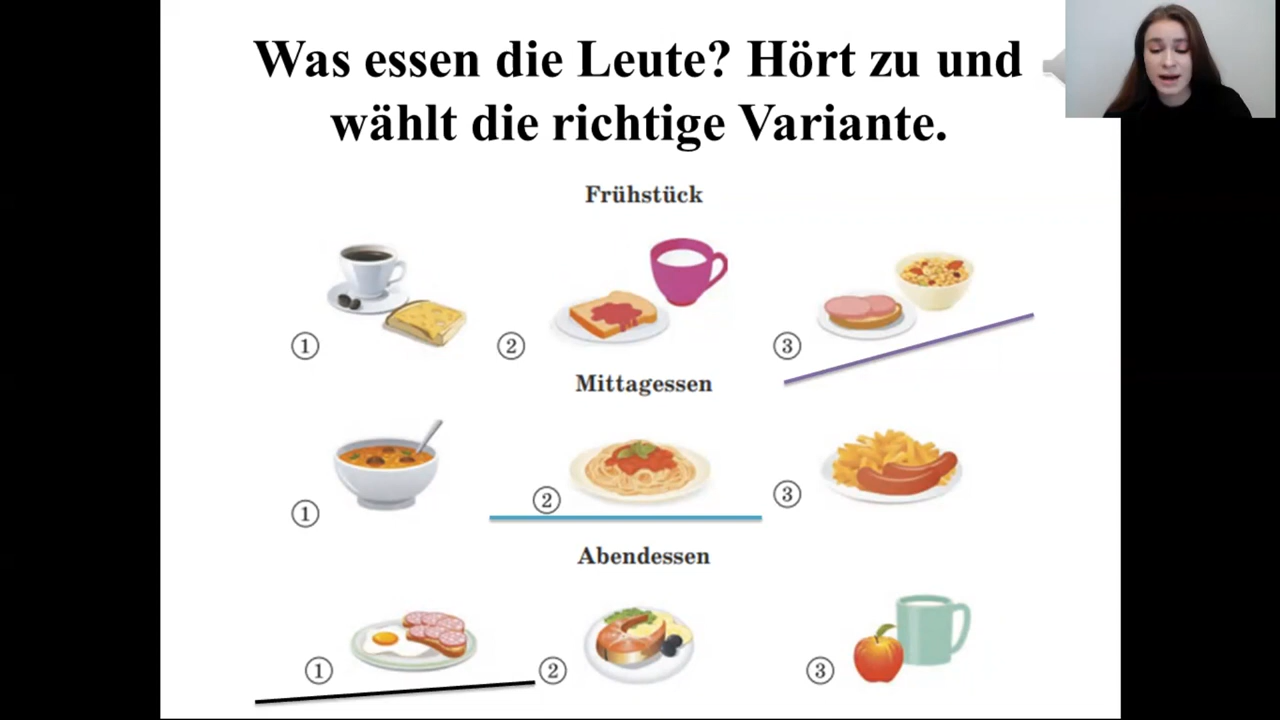 Was essen die Leute? Hört zu und
wählt die richtige Variante.
Frühstück
① ② ③
Mittagessen
① ② ③
Abendessen
① ② ③